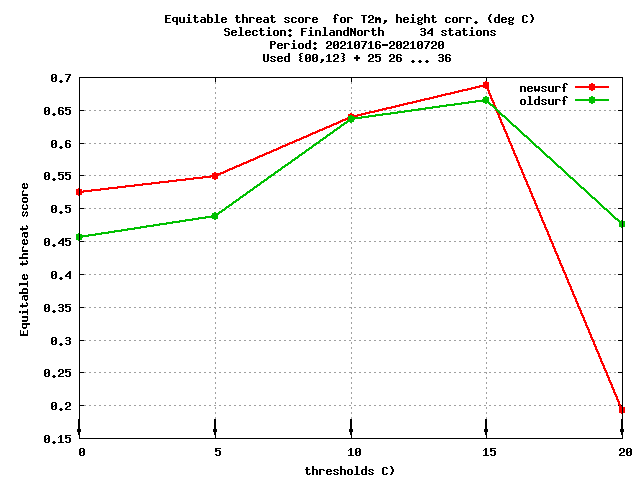 Equitable threat score  for T2m, height corr. (deg C)
Selection: FinlandNorth     34 stations
Period: 20210716-20210720
Used {00,12} + 25 26 ... 36
newsurf
oldsurf
0.7
0.65
0.6
0.55
0.5
0.45
0.4
0.35
0.3
0.25
0.2
0.15
Equitable threat score
0 5 10 15 20
thresholds C)